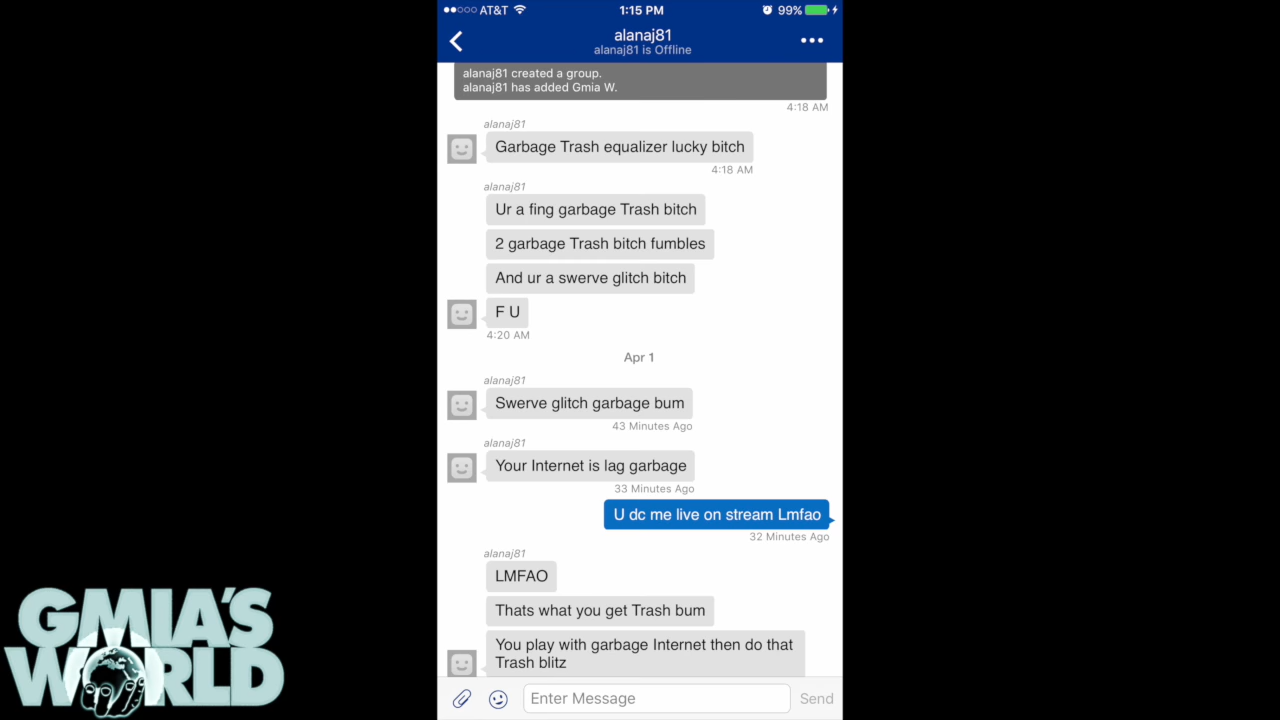 AT&T 1:15 PM 99%
alanaj81
alanaj81 is Offline
alanaj81 created a group.
alanaj81 has added Gmia W.
4:18 AM
alanaj81
Garbage Trash equalizer lucky bitch
4:18 AM
alanaj81
Ur a fing garbage Trash bitch
2 garbage Trash bitch fumbles
And ur a swerve glitch bitch
F U
4:20 AM
Apr 1
alanaj81
Swerve glitch garbage bum
43 Minutes Ago
alanaj81
Your Internet is lag garbage
33 Minutes Ago
U dc me live on stream Lmfao
32 Minutes Ago
alanaj81
LMFAO
Thats what you get Trash bum
You play with garbage Internet then do that
Trash blitz
Enter Message Send
GMIA'S
WORLD